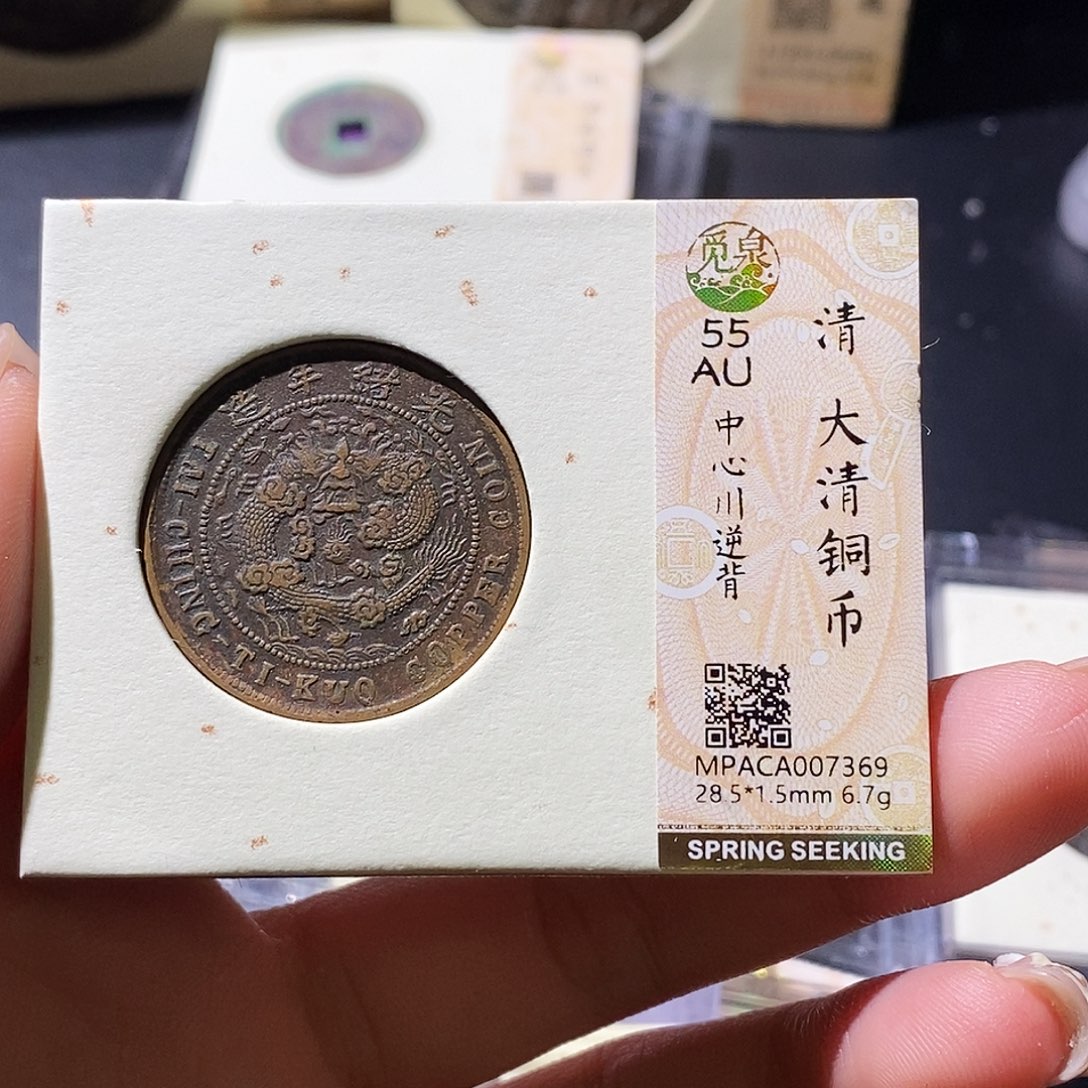 光緒年造
TAI-CHING-TI-KUO COPPER COIN
川
觅泉
55
AU
清 大清铜币
中心川逆背
MPACA007369
28.5*1.5mm 6.7g
SPRING SEEKING